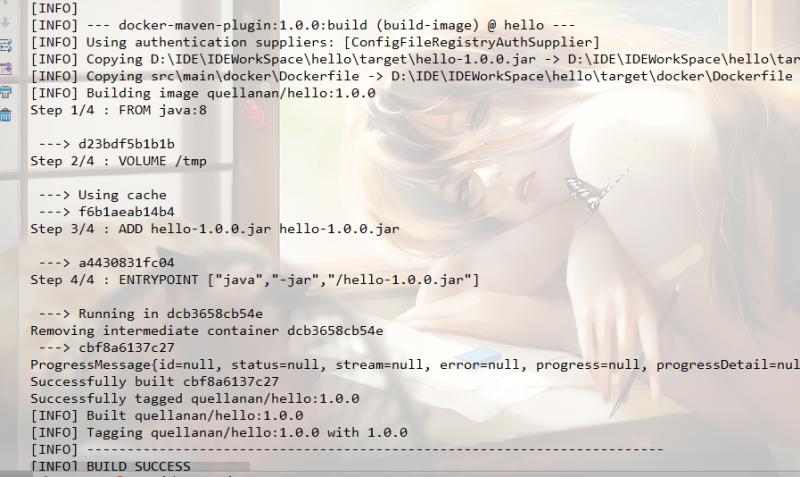 [INFO]
[INFO] --- docker-maven-plugin:1.0.0:build (build-image) @ hello ---
[INFO] Using authentication suppliers: [ConfigFileRegistryAuthSupplier]
[INFO] Copying D:\IDE\IDEWorkSpace\hello\target\hello-1.0.0.jar -> D:\IDE\IDEWorkSpace\hello\tar
[INFO] Copying src\main\docker\Dockerfile -> D:\IDE\IDEWorkSpace\hello\target\docker\Dockerfile
[INFO] Building image quellanan/hello:1.0.0
Step 1/4 : FROM java:8
---> d23bdf5b1b1b
Step 2/4 : VOLUME /tmp
---> Using cache
---> f6b1aeab14b4
Step 3/4 : ADD hello-1.0.0.jar hello-1.0.0.jar
---> a4430831fc04
Step 4/4 : ENTRYPOINT ["java","-jar","/hello-1.0.0.jar"]
---> Running in dcb3658cb54e
Removing intermediate container dcb3658cb54e
---> cbf8a6137c27
ProgressMessage{id=null, status=null, stream=null, error=null, progress=null, progressDetail=nul
Successfully built cbf8a6137c27
Successfully tagged quellanan/hello:1.0.0
[INFO] Built quellanan/hello:1.0.0
[INFO] Tagging quellanan/hello:1.0.0 with 1.0.0
[INFO] ------------------------------------------------------------------------
[INFO] BUILD SUCCESS